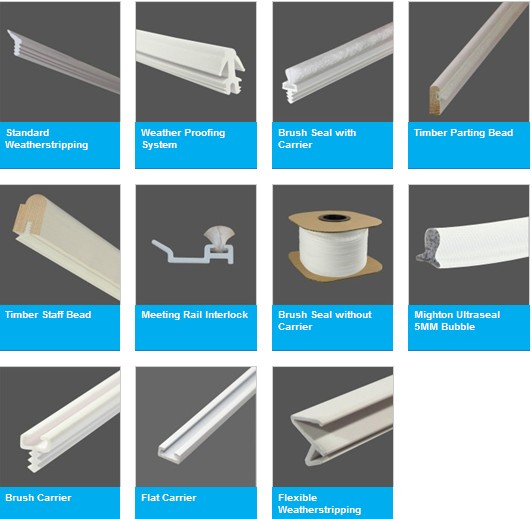 Standard
Weatherstripping
Weather Proofing
System
Brush Seal with
Carrier
Timber Parting Bead
Timber Staff Bead
Meeting Rail Interlock
Brush Seal without
Carrier
Mighton Ultraseal
5MM Bubble
Brush Carrier
Flat Carrier
Flexible
Weatherstripping